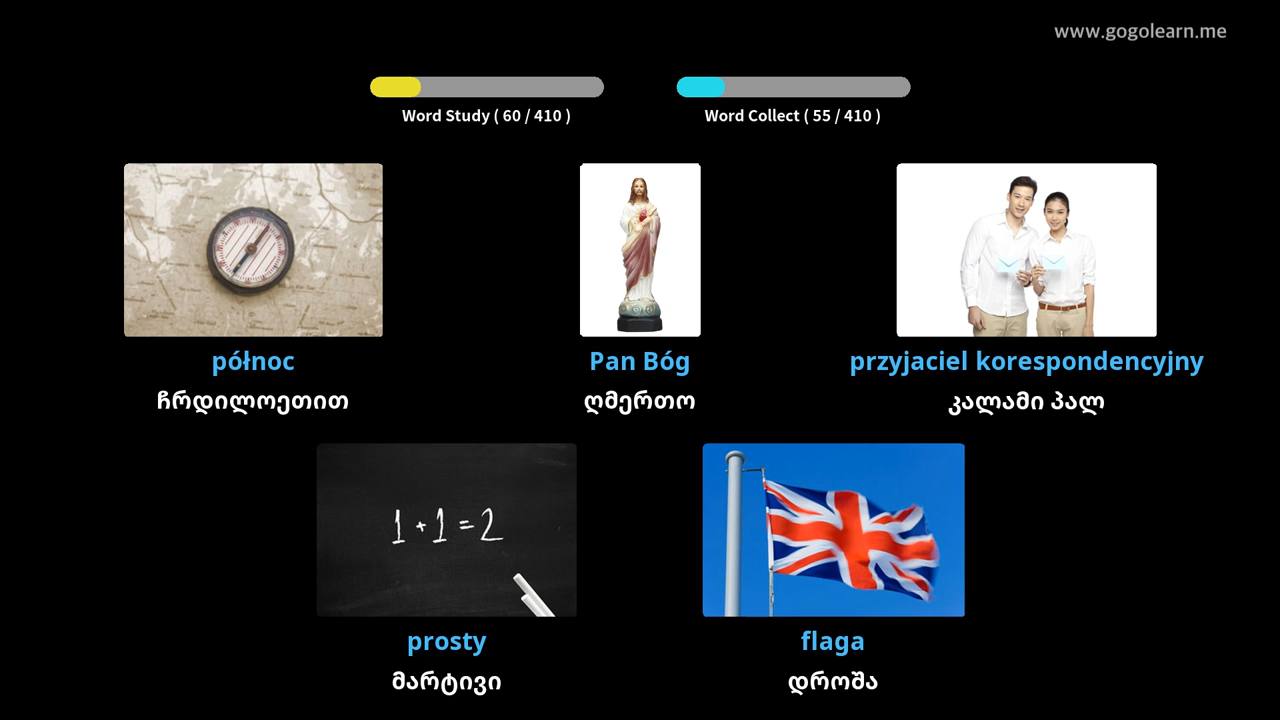 www.gogolearn.me
Word Study ( 60 / 410 )
Word Collect ( 55 / 410 )
północ
ჩრდილოეთით
Pan Bóg
ღმერთო
przyjaciel korespondencyjny
კალამი პალ
1 + 1 = 2
prosty
მარტივი
flaga
დროშა